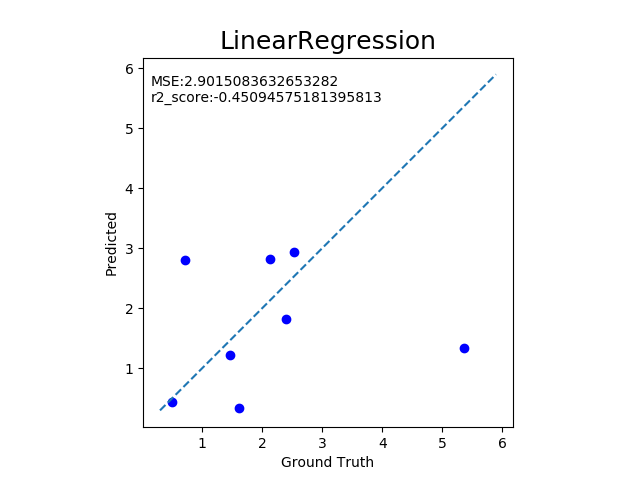 LinearRegression
MSE:2.9015083632653282
r2_score:-0.45094575181395813
6
5
4
3
2
1
Predicted
1 2 3 4 5 6
Ground Truth